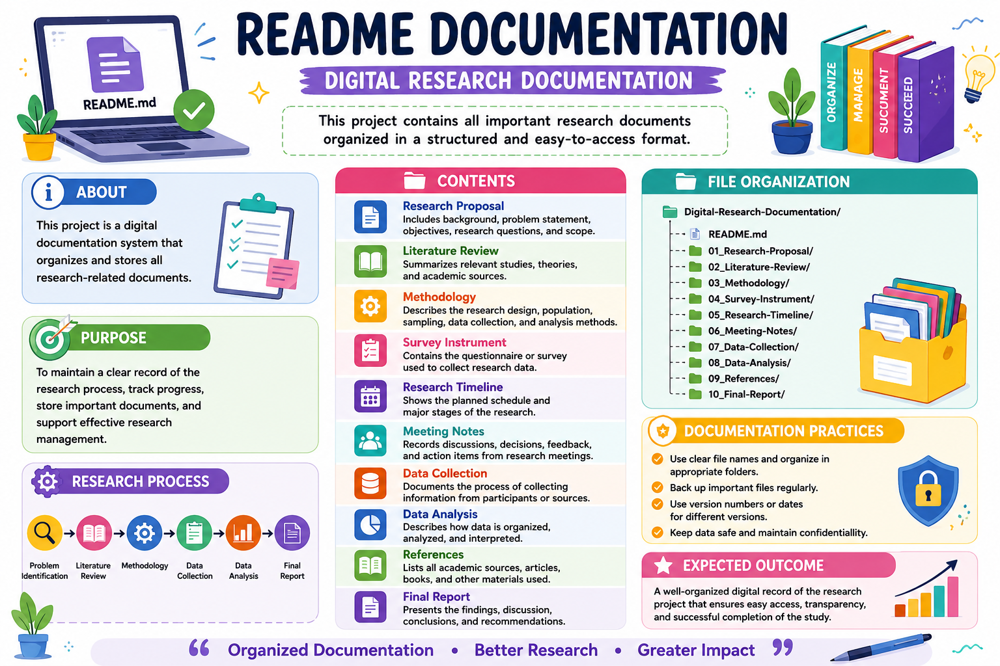 README DOCUMENTATION
DIGITAL RESEARCH DOCUMENTATION
This project contains all important research documents
organized in a structured and easy-to-access format.
README.md
ORGANIZE
MANAGE
SUCUMENT
SUCCEED
ABOUT
This project is a digital
documentation system that
organizes and stores all
research-related documents.
PURPOSE
To maintain a clear record of the
research process, track progress,
store important documents, and
support effective research
management.
RESEARCH PROCESS
Problem
Identification
Literature
Review
Methodology
Data
Collection
Data
Analysis
Final
Report
CONTENTS
Research Proposal
Includes background, problem statement,
objectives, research questions, and scope.
Literature Review
Summarizes relevant studies, theories,
and academic sources.
Methodology
Describes the research design, population,
sampling, data collection, and analysis methods.
Survey Instrument
Contains the questionnaire or survey
used to collect research data.
Research Timeline
Shows the planned schedule and
major stages of the research.
Meeting Notes
Records discussions, decisions, feedback,
and action items from research meetings.
Data Collection
Documents the process of collecting
information from participants or sources.
Data Analysis
Describes how data is organized,
analyzed, and interpreted.
References
Lists all academic sources, articles,
books, and other materials used.
Final Report
Presents the findings, discussion,
conclusions, and recommendations.
FILE ORGANIZATION
Digital-Research-Documentation/
README.md
01_Research-Proposal/
02_Literature-Review/
03_Methodology/
04_Survey-Instrument/
05_Research-Timeline/
06_Meeting-Notes/
07_Data-Collection/
08_Data-Analysis/
09_References/
10_Final-Report/
DOCUMENTATION PRACTICES
Use clear file names and organize in
appropriate folders.
Back up important files regularly.
Use version numbers or dates
for different versions.
Keep data safe and maintain confidentiallity.
EXPECTED OUTCOME
A well-organized digital record of the research
project that ensures easy access, transparency,
and successful completion of the study.
“ Organized Documentation • Better Research • Greater Impact ”